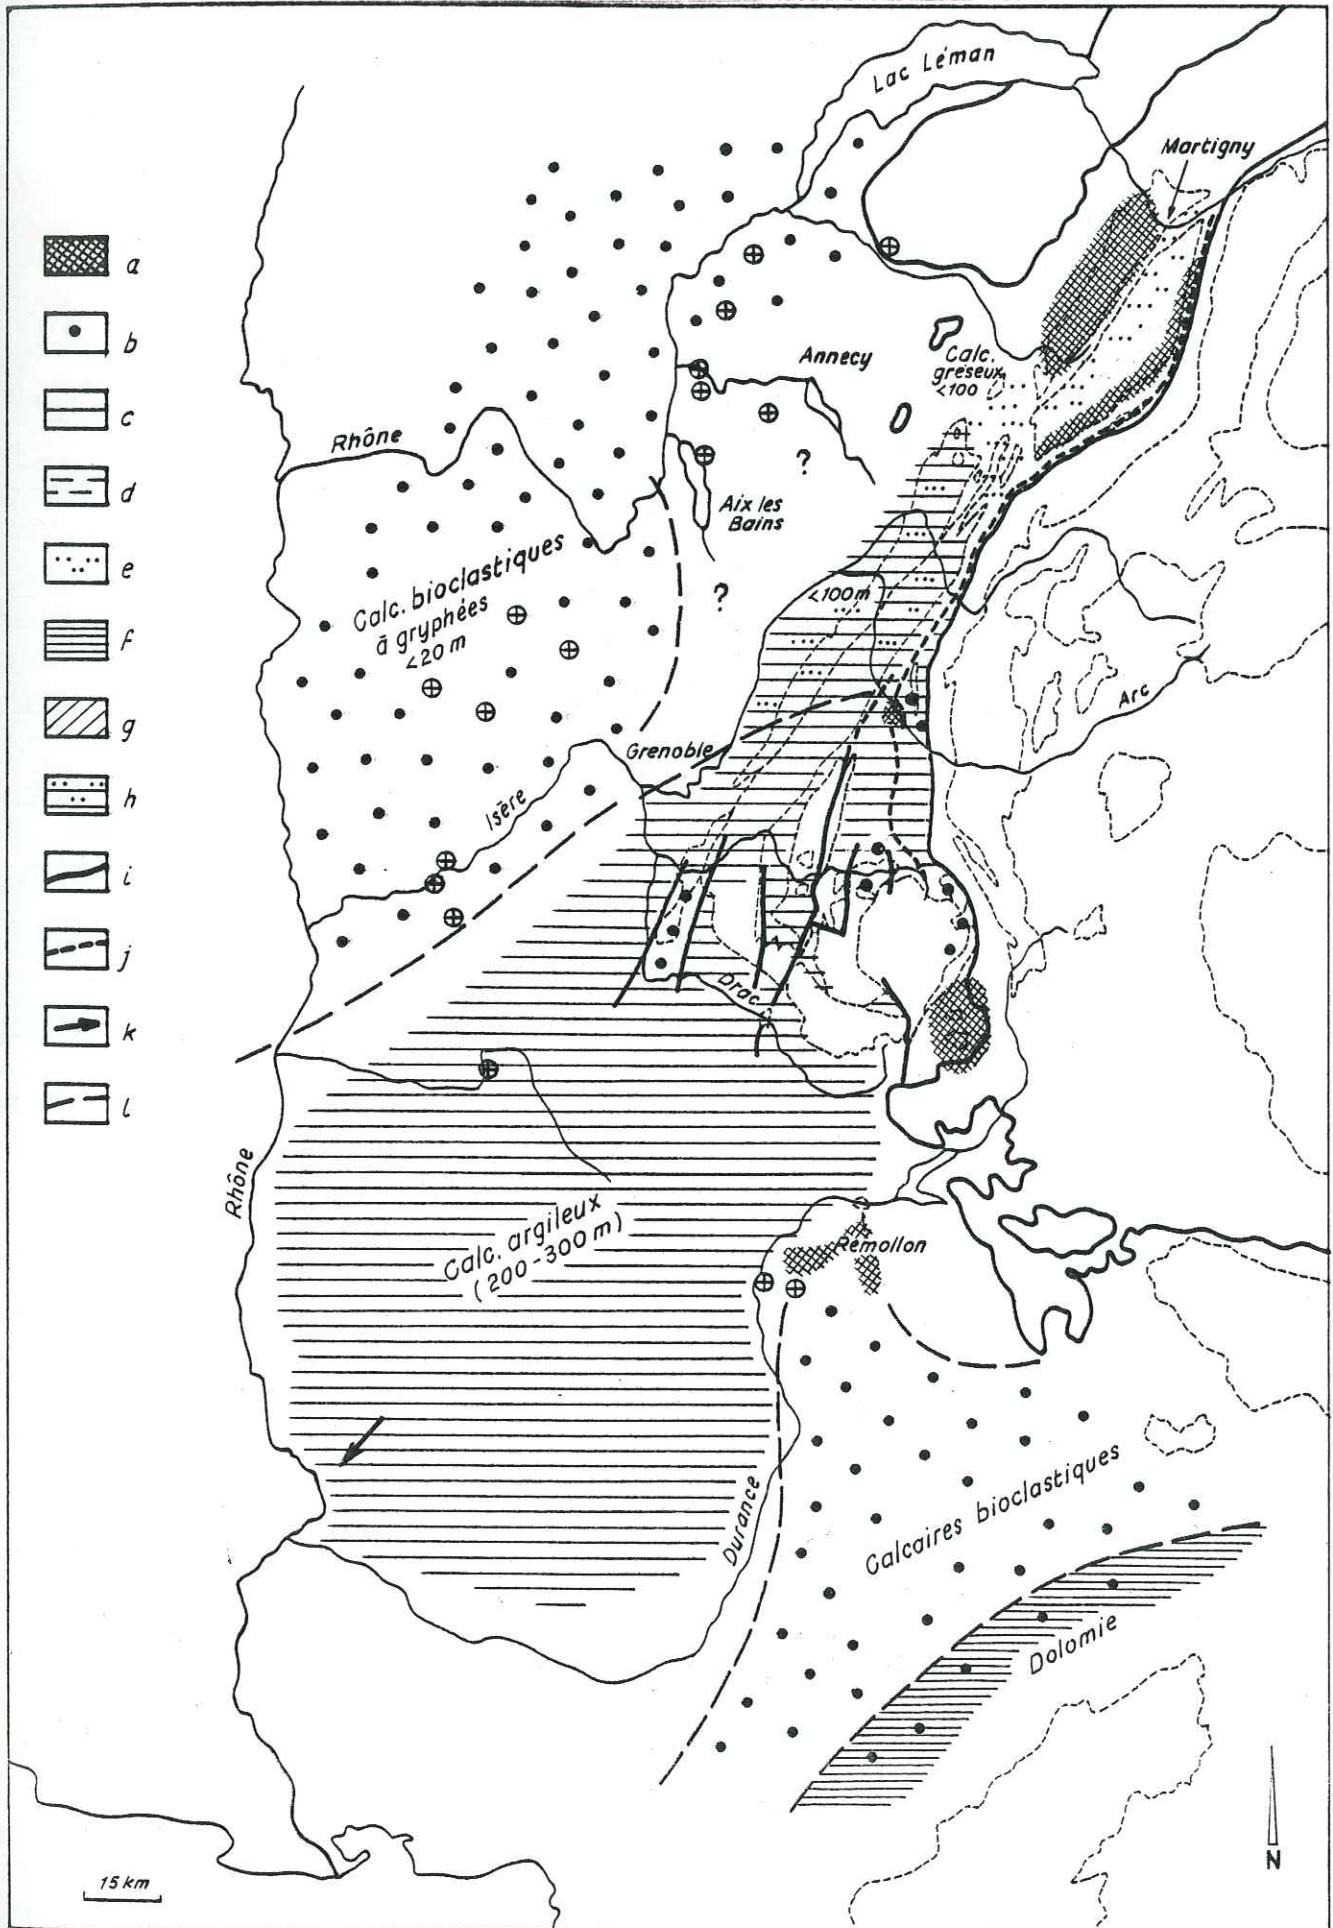 Lac Léman
Martigny
a
b
c
d
e
f
g
h
i
j
k
l
Annecy
Calc.
gréseux
<100
Rhône
?
Aix les
Bains
Calc. bioclastiques
à gryphées
<20 m
?
<100m
Arc
Grenoble
Isère
Drac
Rhône
Calc. argileux
(200-300 m)
Remollon
Durance
Calcaires bioclastiques
Dolomie
15 km
N